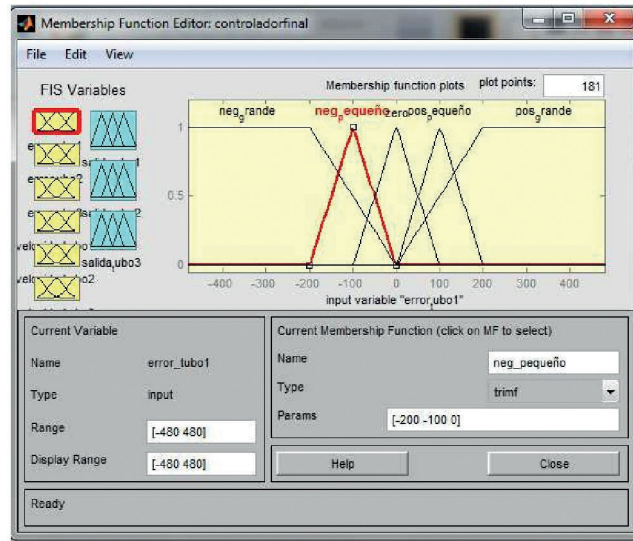 Membership Function Editor: controladorfinal
File Edit View
FIS Variables
Membership function plots plot points: 181
neg_grande neg_pequeño zero pos_pequeño pos_grande
1
0.5
0
-400 -300 -200 -100 0 100 200 300 400
input variable "error_tubo1"
salida_tubo3
Current Variable
Name error_tubo1
Type input
Range [-480 480]
Display Range [-480 480]
Current Membership Function (click on MF to select)
Name neg_pequeño
Type trimf
Params [-200 -100 0]
Help Close
Ready